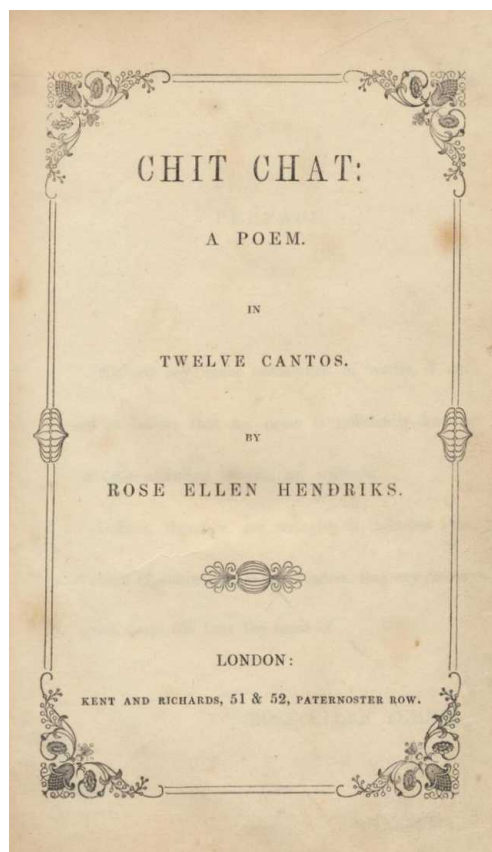 CHIT CHAT:
A POEM.
IN
TWELVE CANTOS.
BY
ROSE ELLEN HENDRIKS.
LONDON:
KENT AND RICHARDS, 51 & 52, PATERNOSTER ROW.